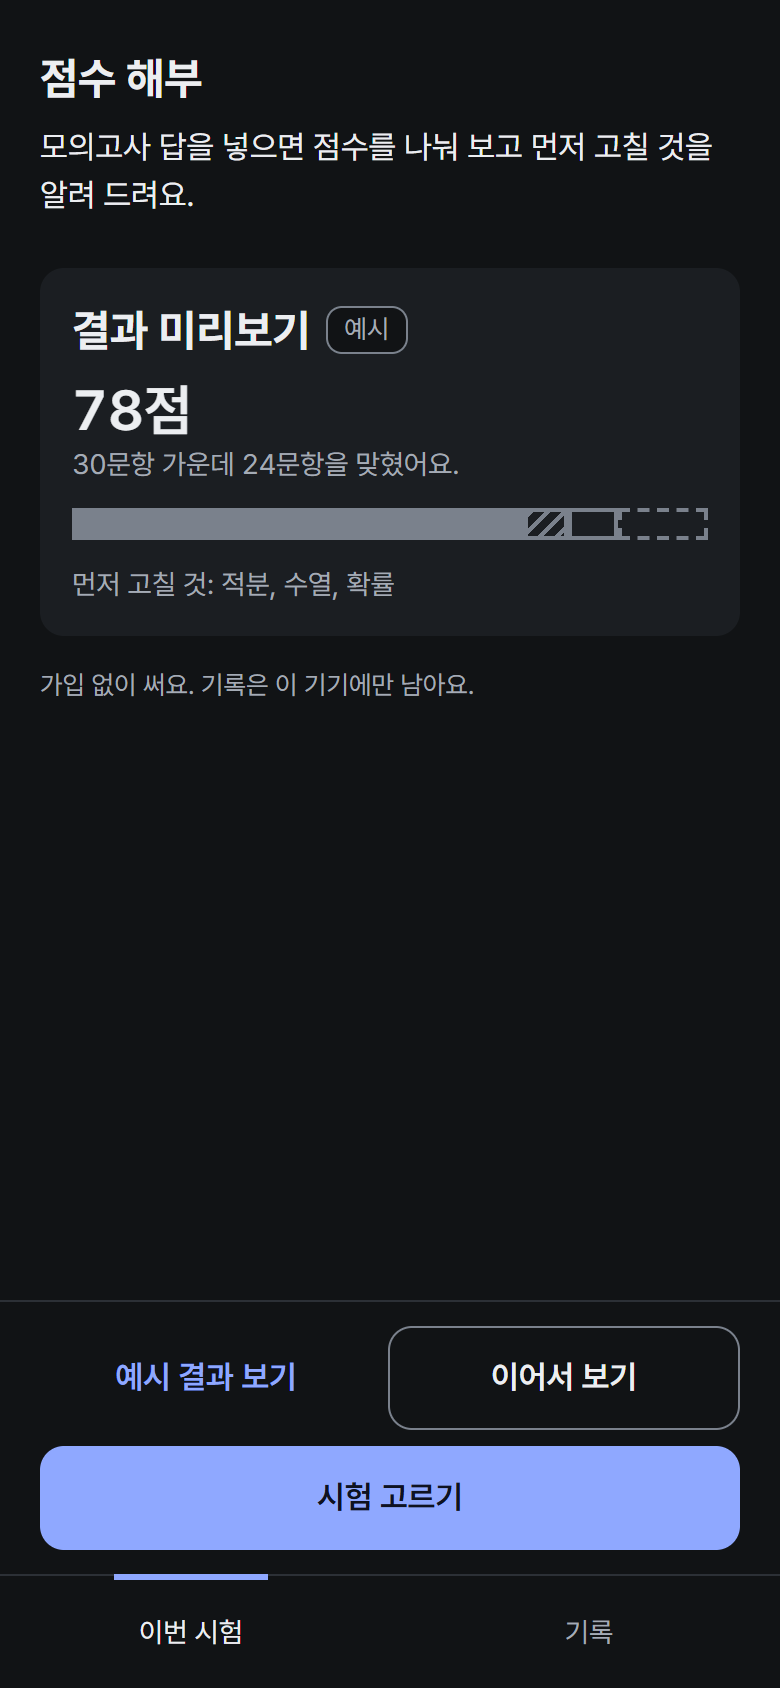 점수 해부
모의고사 답을 넣으면 점수를 나눠 보고 먼저 고칠 것을
알려 드려요.
결과 미리보기 예시
78점
30문항 가운데 24문항을 맞혔어요.
먼저 고칠 것: 적분, 수열, 확률
가입 없이 써요. 기록은 이 기기에만 남아요.
예시 결과 보기 이어서 보기
시험 고르기
이번 시험 기록